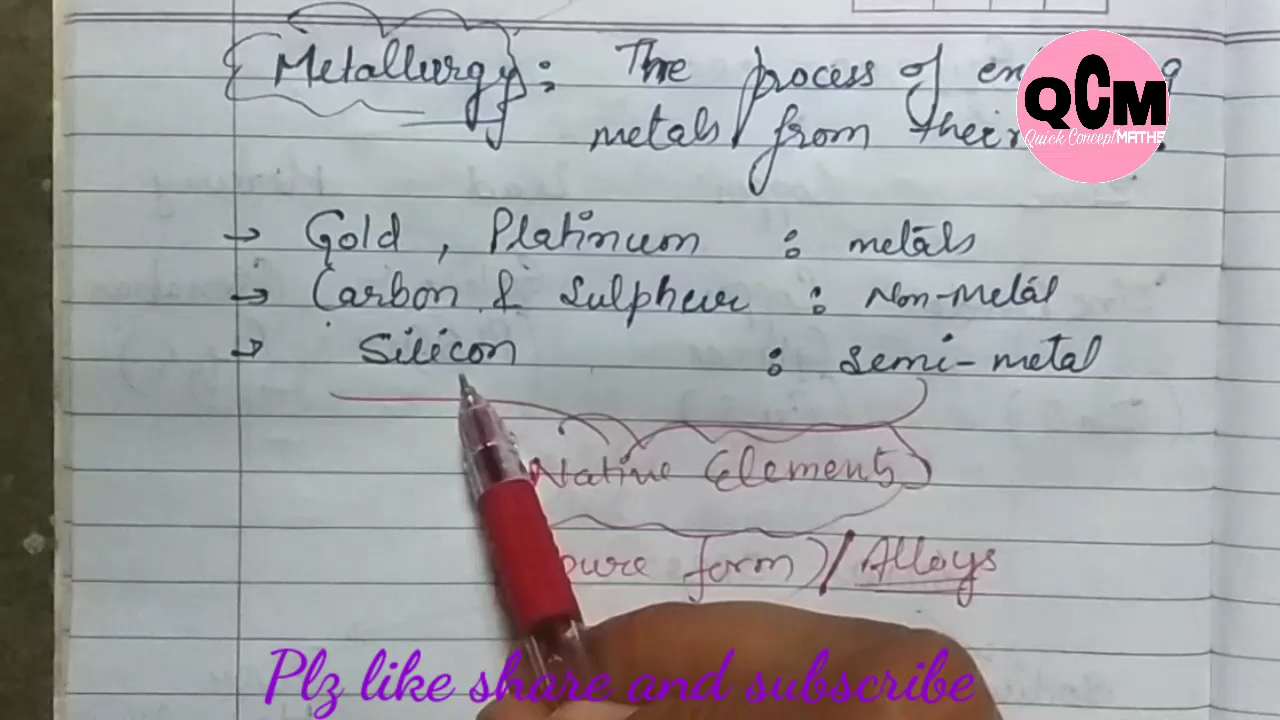 Metallurgy : The process of
metals from their
→ Gold , Platinum : metals
→ Carbon & Sulphur : Non-Metal
→ Silicon : Semi-metal
Native Elements
pure form) / Alloys
QCM
Quick Concept MATHS
Plz like share and subscribe